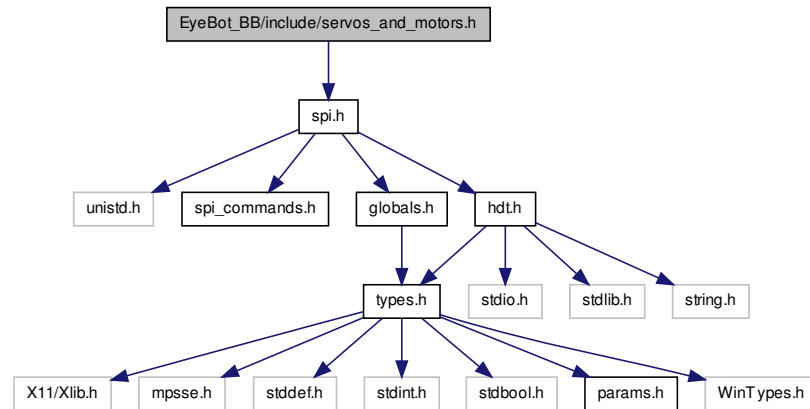 EyeBot_BB/include/servos_and_motors.h
spi.h
unistd.h
spi_commands.h
globals.h
hdt.h
types.h
stdio.h
stdlib.h
string.h
X11/Xlib.h
mpsse.h
stddef.h
stdint.h
stdbool.h
params.h
WinTypes.h